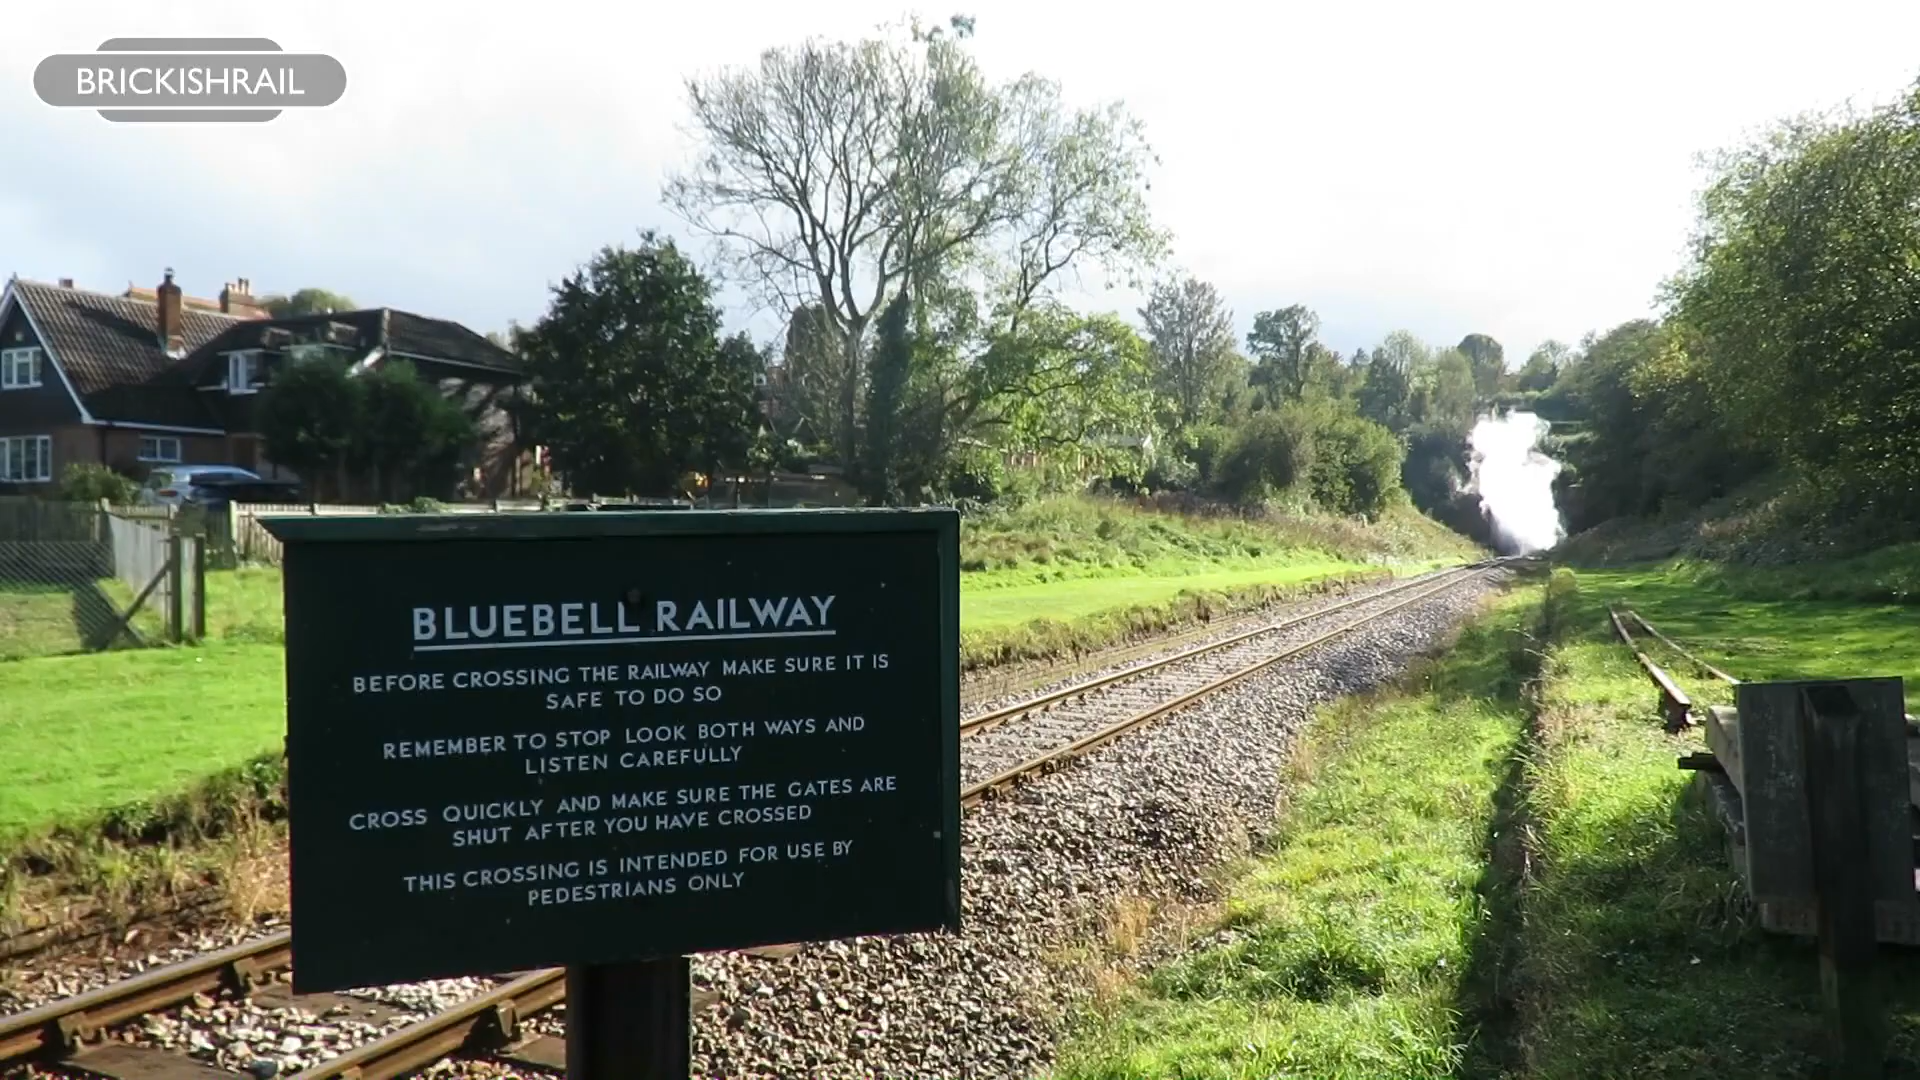 BRICKISHRAIL
BLUEBELL RAILWAY
BEFORE CROSSING THE RAILWAY MAKE SURE IT IS
SAFE TO DO SO
REMEMBER TO STOP LOOK BOTH WAYS AND
LISTEN CAREFULLY
CROSS QUICKLY AND MAKE SURE THE GATES ARE
SHUT AFTER YOU HAVE CROSSED
THIS CROSSING IS INTENDED FOR USE BY
PEDESTRIANS ONLY